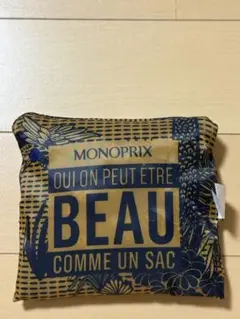 MONOPRIX
OUI ON PEUT ÊTRE
BEAU
COMME UN SAC